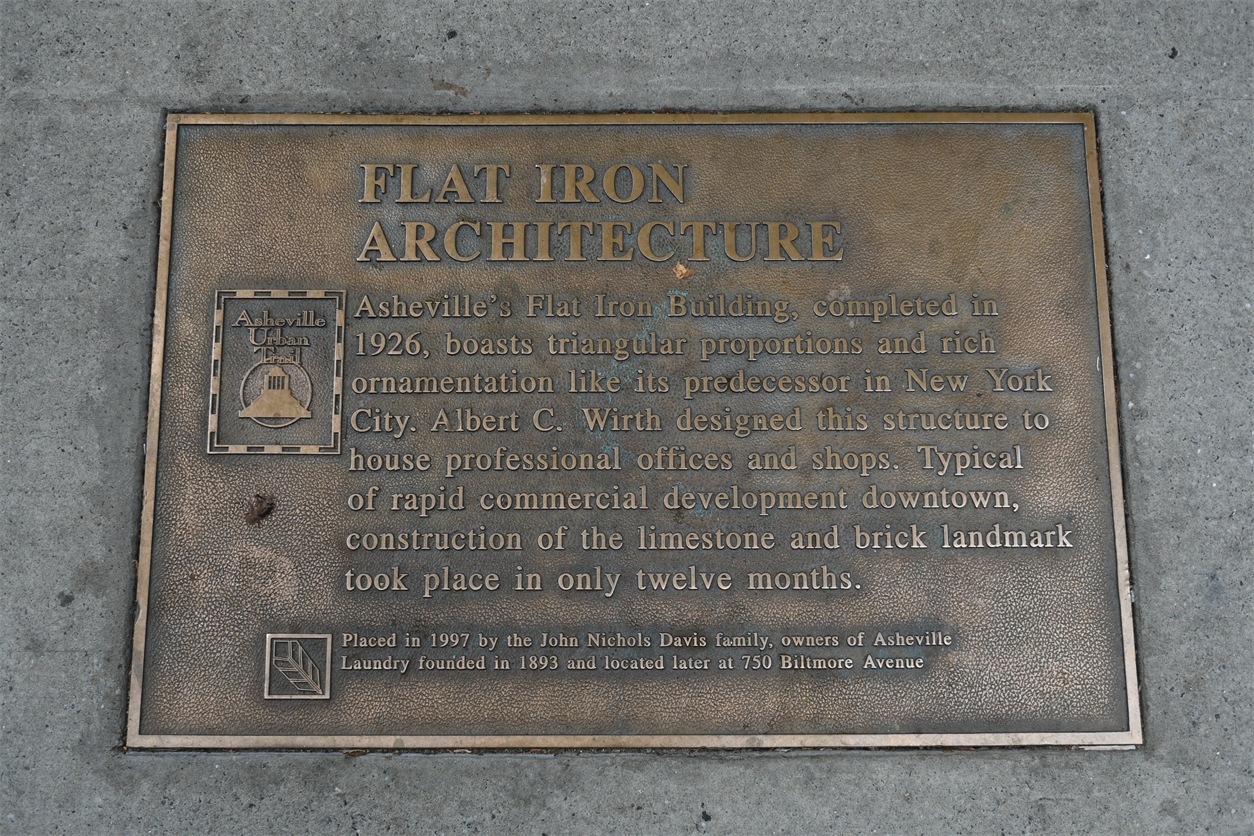 FLAT IRON
ARCHITECTURE
Asheville
Urban
Trail
Asheville's Flat Iron Building, completed in
1926, boasts triangular proportions and rich
ornamentation like its predecessor in New York
City. Albert C. Wirth designed this structure to
house professional offices and shops. Typical
of rapid commercial development downtown,
construction of the limestone and brick landmark
took place in only twelve months.
Placed in 1997 by the John Nichols Davis family, owners of Asheville
Laundry founded in 1893 and located later at 750 Biltmore Avenue